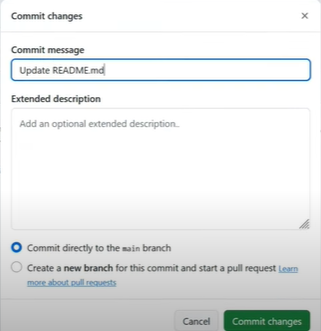 Commit changes
Commit message
Update README.md
Extended description
Add an optional extended description..
Commit directly to the main branch
Create a new branch for this commit and start a pull request Learn
more about pull requests
Cancel Commit changes